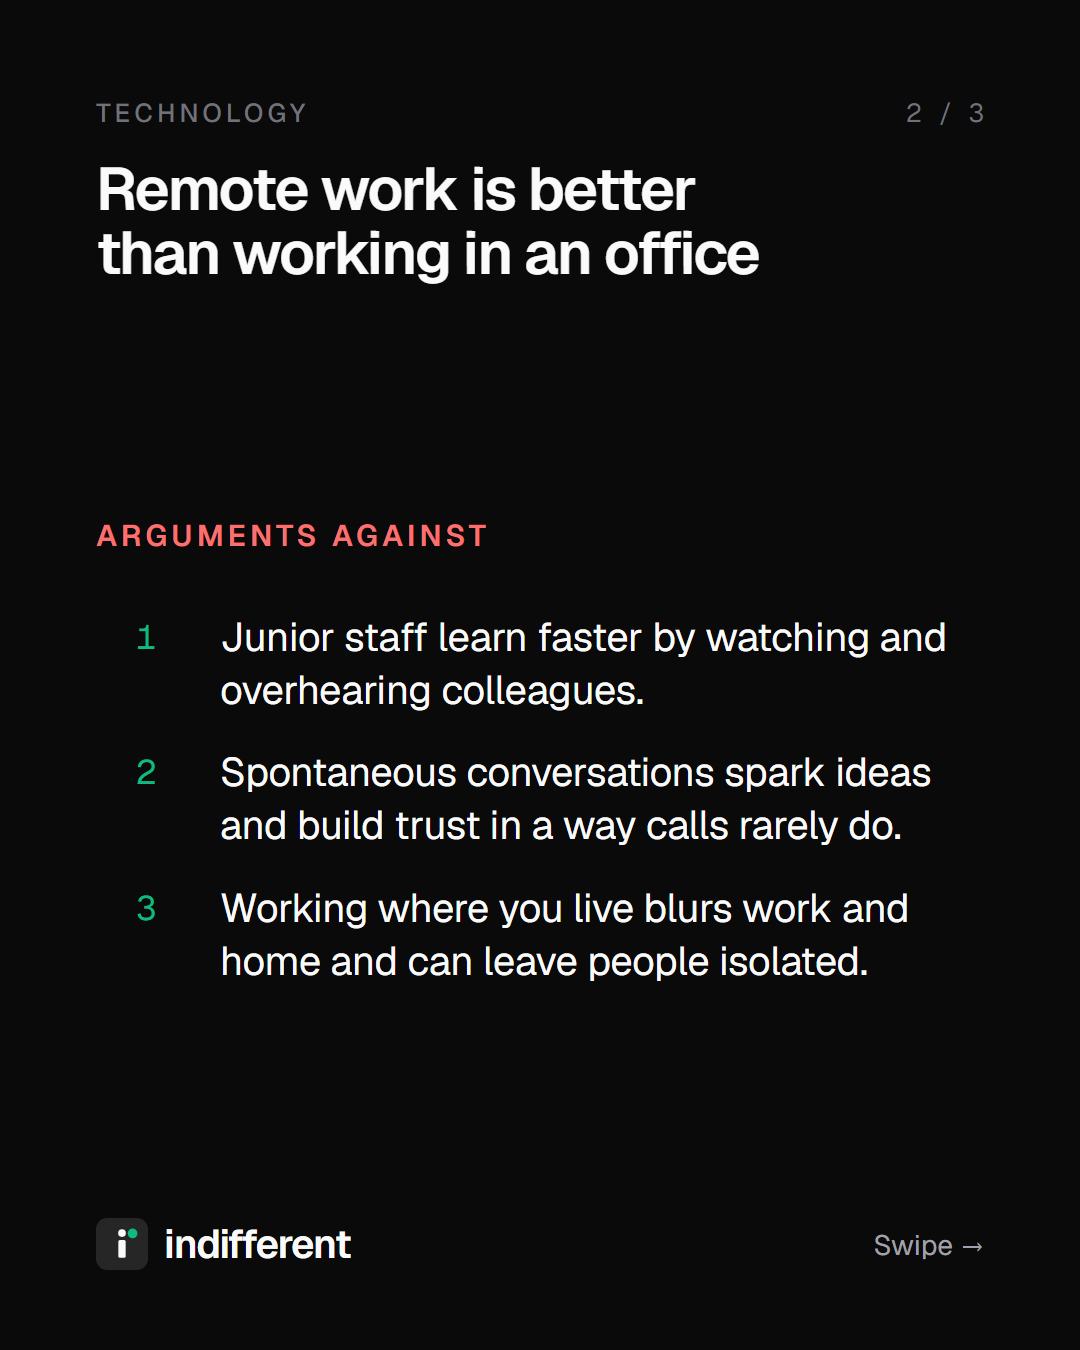 TECHNOLOGY
2 / 3
Remote work is better
than working in an office
ARGUMENTS AGAINST
1 Junior staff learn faster by watching and
overhearing colleagues.
2 Spontaneous conversations spark ideas
and build trust in a way calls rarely do.
3 Working where you live blurs work and
home and can leave people isolated.
indifferent
Swipe →